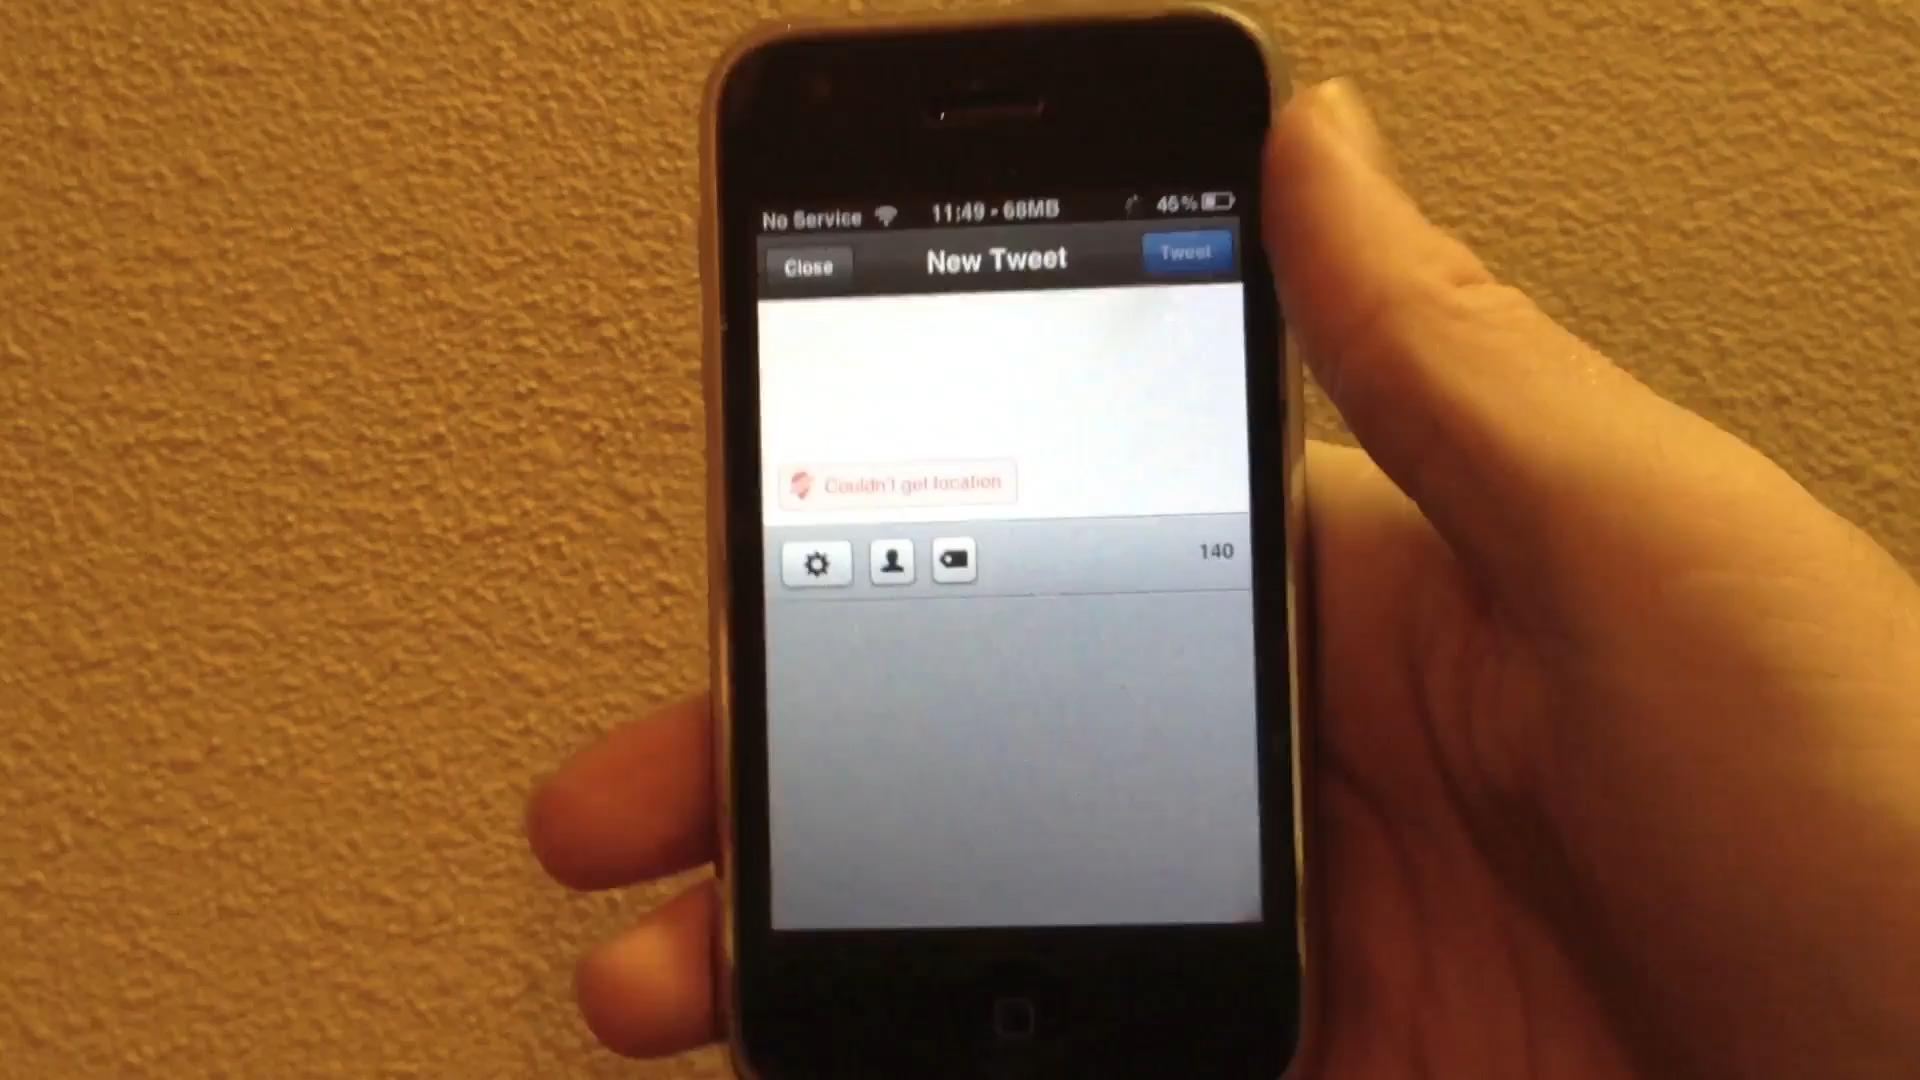 No Service 11:49 - 68MB 46%
Close New Tweet Tweet
Couldn't get location
140